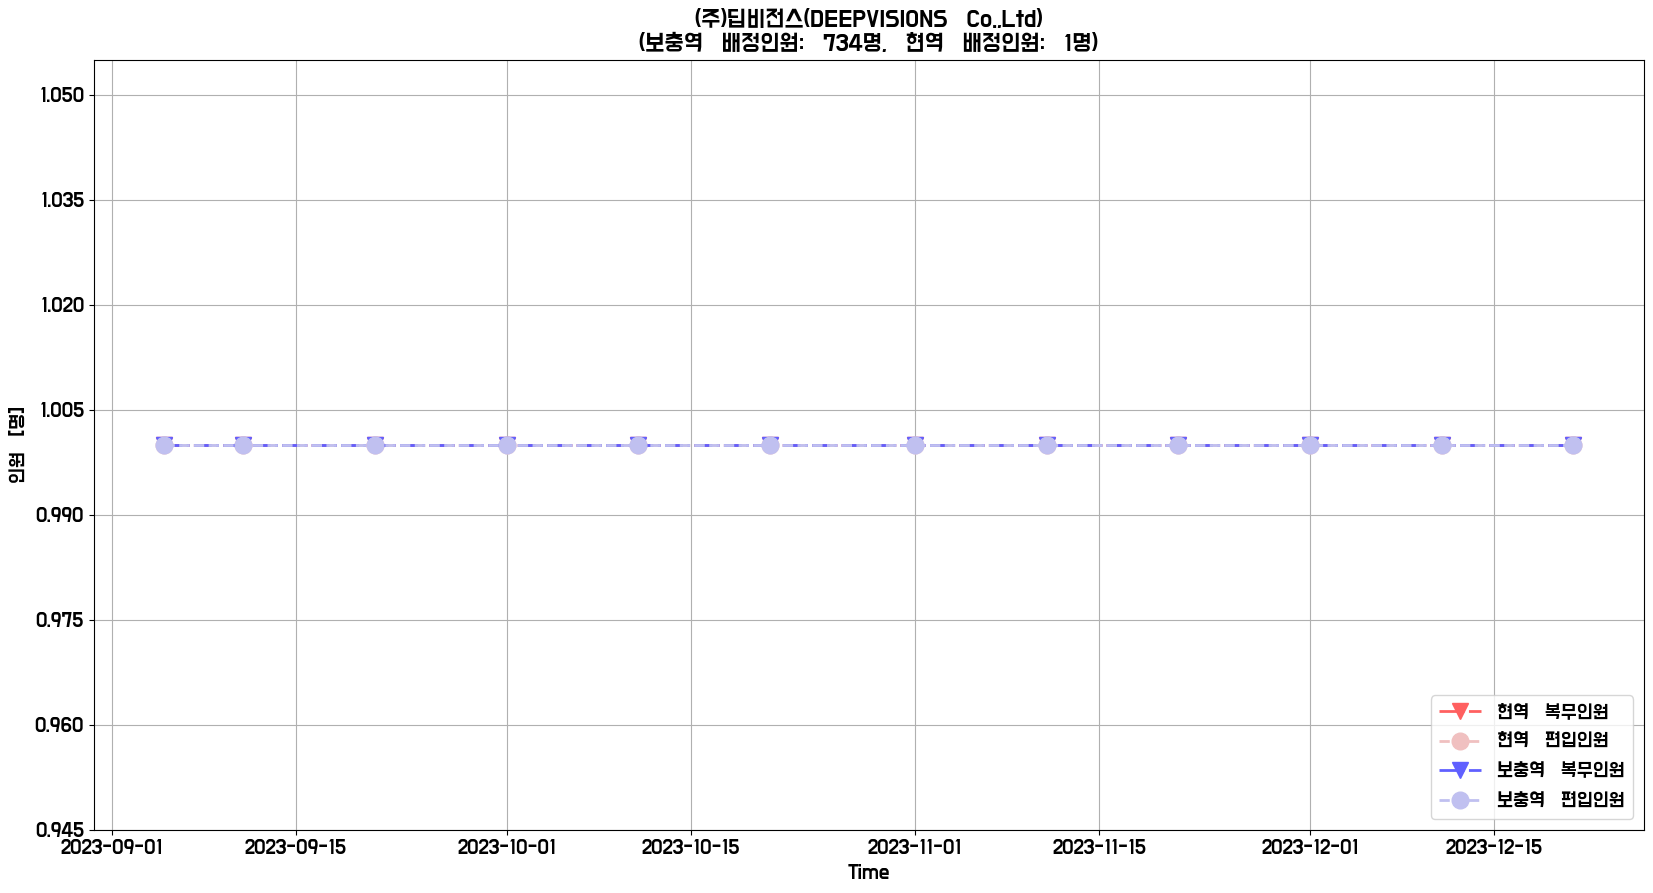 (주)딥비전스(DEEPVISIONS Co.,Ltd)
(보충역 배정인원: 734명, 현역 배정인원: 1명)
1.050
1.035
1.020
1.005
0.990
0.975
0.960
0.945
인원 [명]
2023-09-01
2023-09-15
2023-10-01
2023-10-15
2023-11-01
2023-11-15
2023-12-01
2023-12-15
Time
현역 복무인원
현역 편입인원
보충역 복무인원
보충역 편입인원